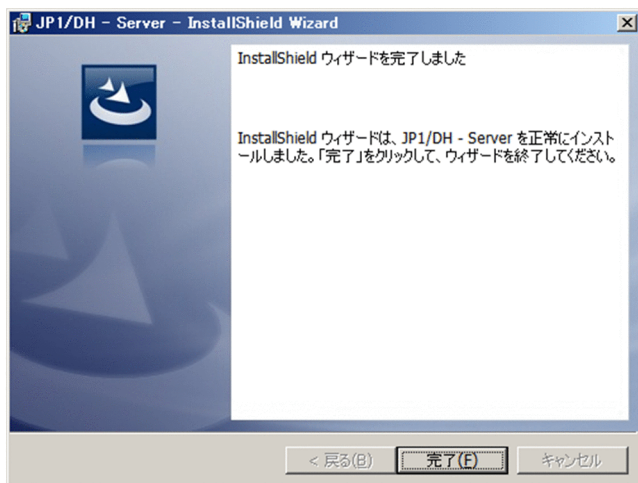 JP1/DH - Server - InstallShield Wizard
InstallShield ウィザードを完了しました
InstallShield ウィザードは、JP1/DH - Server を正常にインスト
ールしました。「完了」をクリックして、ウィザードを終了してください。
< 戻る(B)
完了(F)
キャンセル